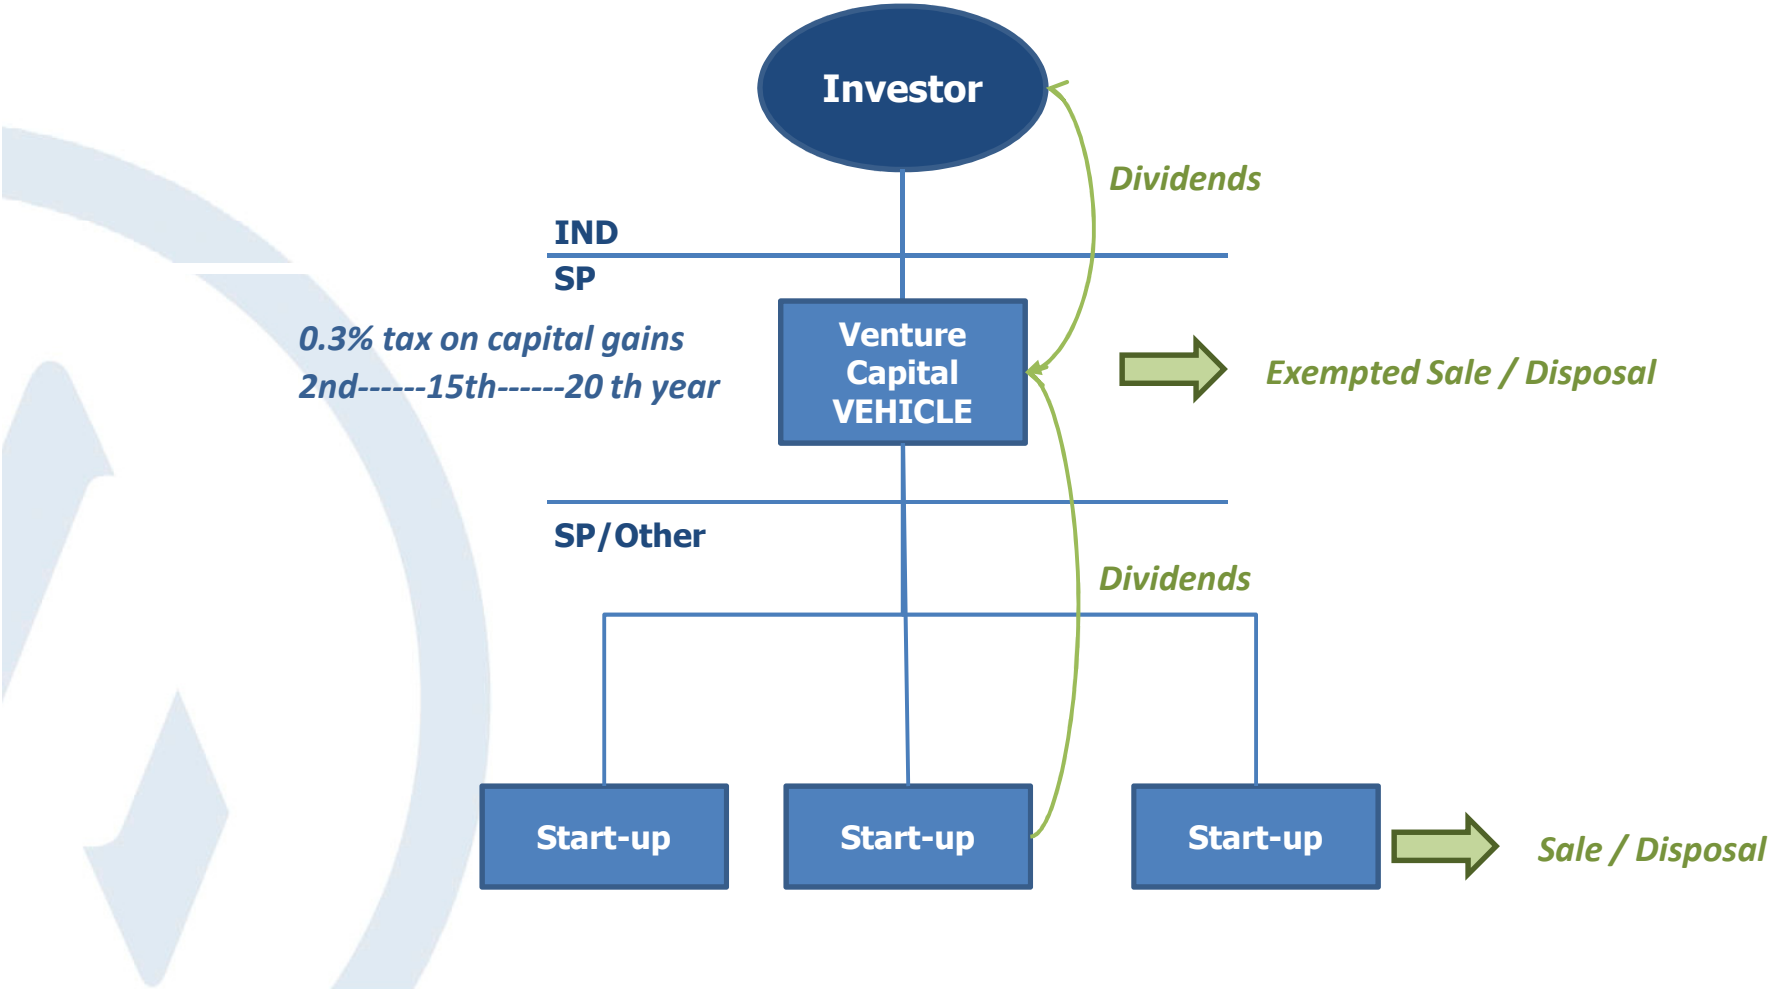 Investor
Dividends
IND
SP
0.3% tax on capital gains
2nd------15th------20 th year
Venture
Capital
VEHICLE
Exempted Sale / Disposal
SP/Other
Dividends
Start-up
Start-up
Start-up
Sale / Disposal